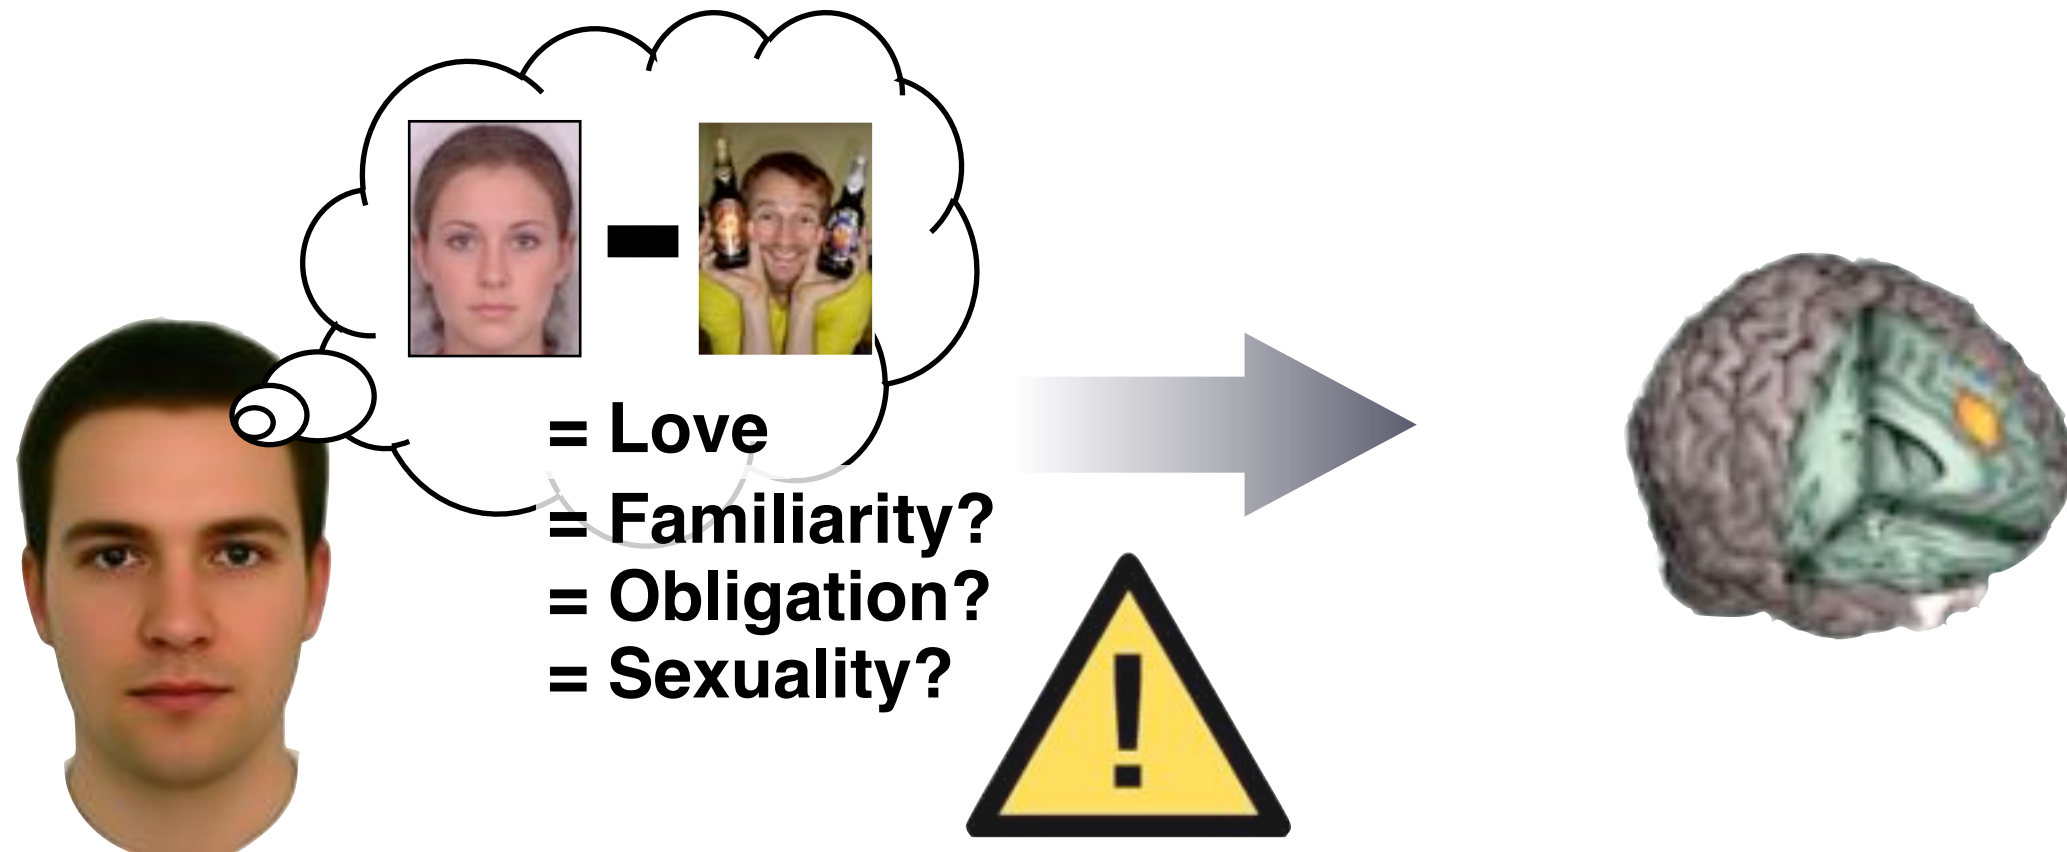 = Love
= Familiarity?
= Obligation?
= Sexuality?
!